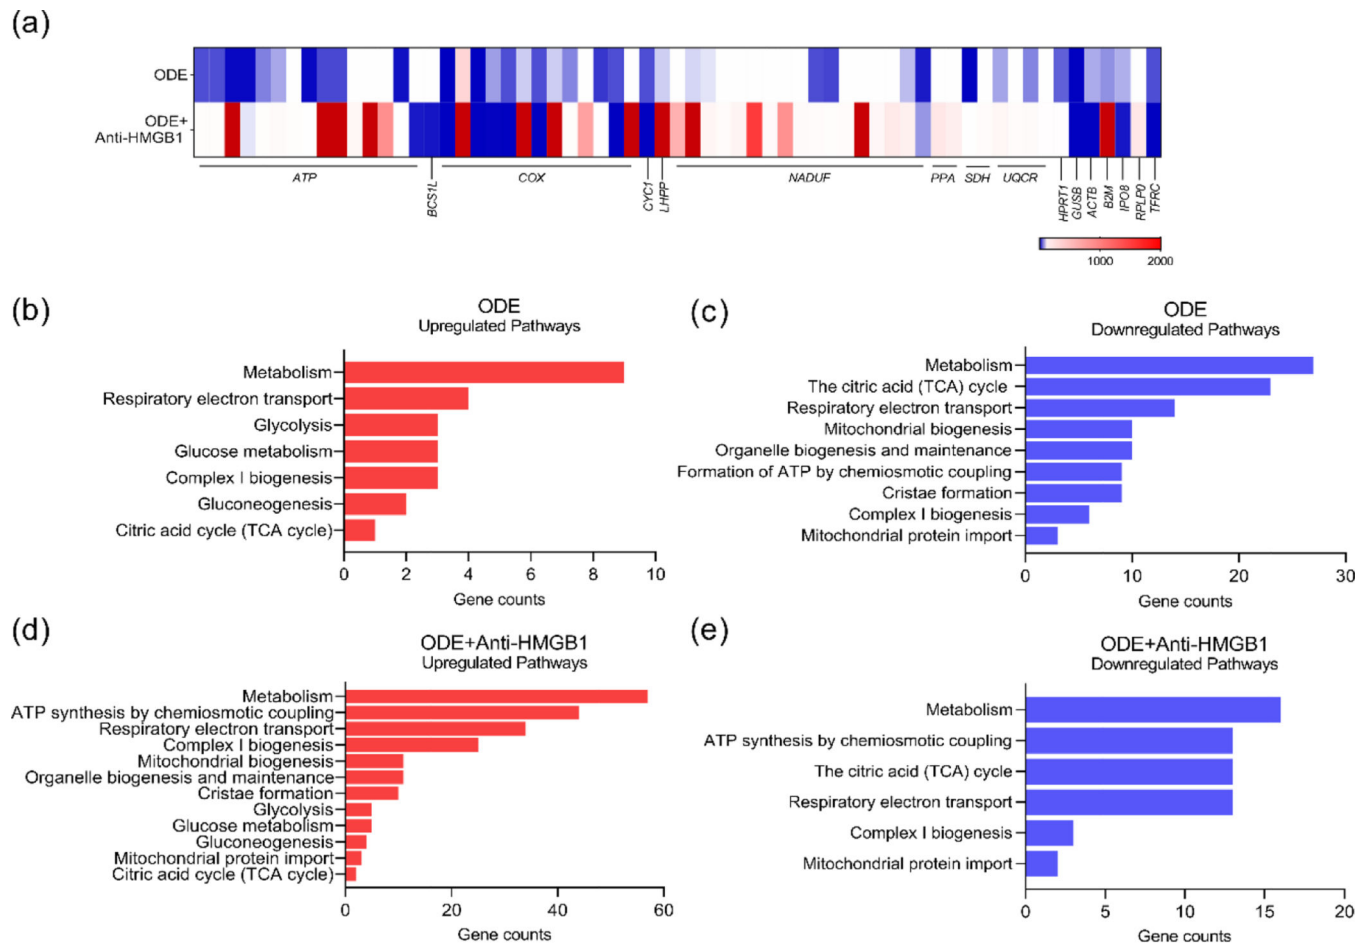 (a)
ODE
ODE+
Anti-HMGB1
ATP
BCS1L
COX
CYC1
LHPP
NADUF
PPA
SDH
UQCR
HPRT1
GUSB
ACTB
B2M
IPO8
RPLP0
TFRC
1000
2000
(b)
ODE
Upregulated Pathways
Metabolism
Respiratory electron transport
Glycolysis
Glucose metabolism
Complex I biogenesis
Gluconeogenesis
Citric acid cycle (TCA cycle)
0 2 4 6 8 10
Gene counts
(c)
ODE
Downregulated Pathways
Metabolism
The citric acid (TCA) cycle
Respiratory electron transport
Mitochondrial biogenesis
Organelle biogenesis and maintenance
Formation of ATP by chemiosmotic coupling
Cristae formation
Complex I biogenesis
Mitochondrial protein import
0 10 20 30
Gene counts
(d)
ODE+Anti-HMGB1
Upregulated Pathways
Metabolism
ATP synthesis by chemiosmotic coupling
Respiratory electron transport
Complex I biogenesis
Mitochondrial biogenesis
Organelle biogenesis and maintenance
Cristae formation
Glycolysis
Glucose metabolism
Gluconeogenesis
Mitochondrial protein import
Citric acid cycle (TCA cycle)
0 20 40 60
Gene counts
(e)
ODE+Anti-HMGB1
Downregulated Pathways
Metabolism
ATP synthesis by chemiosmotic coupling
The citric acid (TCA) cycle
Respiratory electron transport
Complex I biogenesis
Mitochondrial protein import
0 5 10 15 20
Gene counts